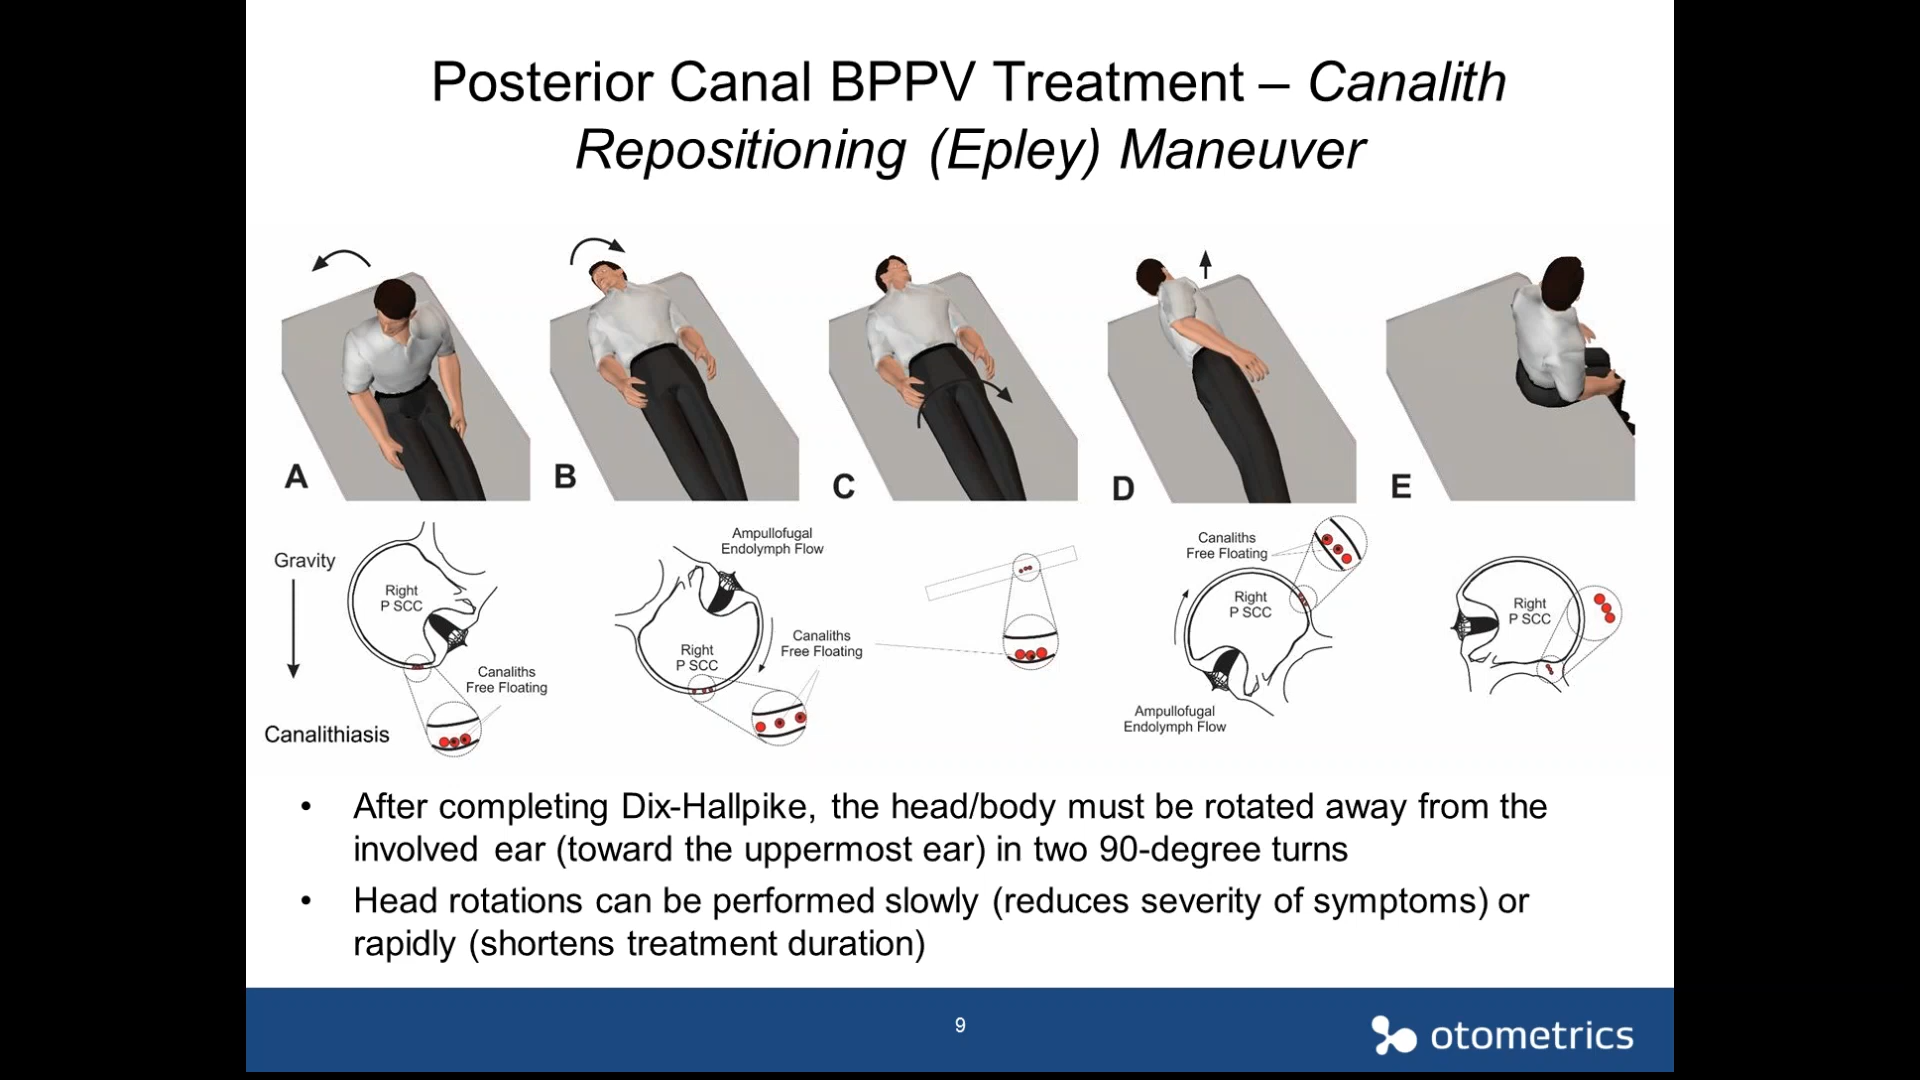 Posterior Canal BPPV Treatment – Canalith
Repositioning (Epley) Maneuver
A
B
C
D
E
Gravity
Right
P SCC
Canaliths
Free Floating
Canalithiasis
Ampullofugal
Endolymph Flow
Right
P SCC
Canaliths
Free Floating
Canaliths
Free Floating
Right
P SCC
Ampullofugal
Endolymph Flow
Right
P SCC
• After completing Dix-Hallpike, the head/body must be rotated away from the
involved ear (toward the uppermost ear) in two 90-degree turns
• Head rotations can be performed slowly (reduces severity of symptoms) or
rapidly (shortens treatment duration)
9
otometrics